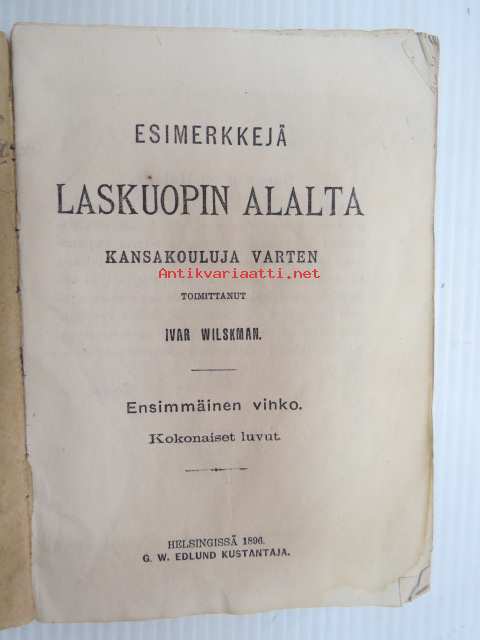 ESIMERKKEJÄ
LASKUOPIN ALALTA
KANSAKOULUJA VARTEN
Antikvariaatti.net
TOIMITTANUT
IVAR WILSKMAN.
Ensimmäinen vihko.
Kokonaiset luvut.
HELSINGISSÄ 1896.
G. W. EDLUND KUSTANTAJA.